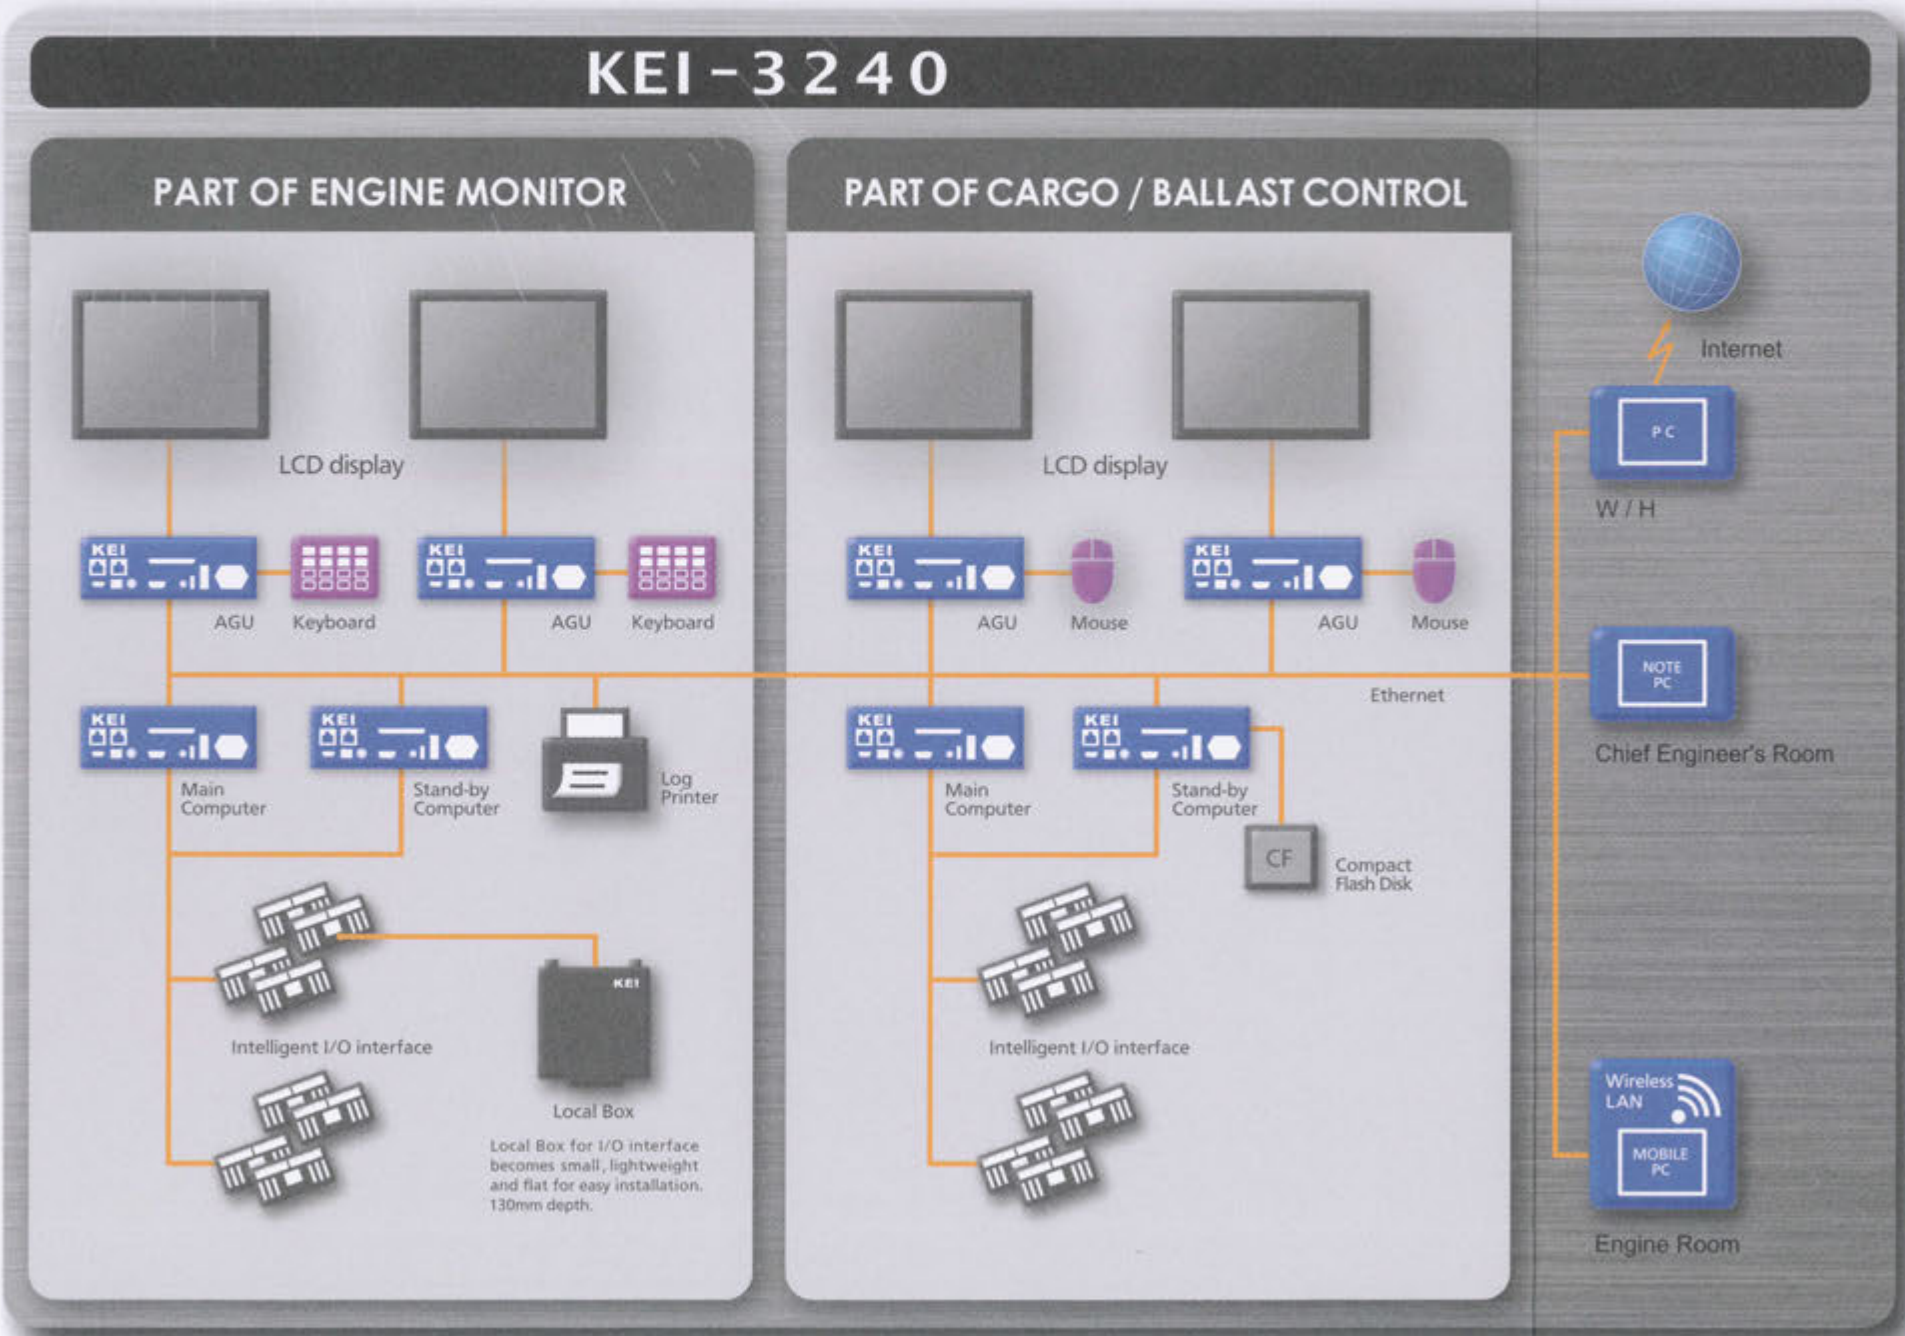 KEI-3240
PART OF ENGINE MONITOR
LCD display
KEI
AGU
Keyboard
KEI
AGU
Keyboard
KEI
Main
Computer
KEI
Stand-by
Computer
Log
Printer
Intelligent I/O interface
KEI
Local Box
Local Box for I/O interface
becomes small, lightweight
and flat for easy installation.
130mm depth.
PART OF CARGO / BALLAST CONTROL
LCD display
KEI
AGU
Mouse
KEI
AGU
Mouse
Ethernet
KEI
Main
Computer
KEI
Stand-by
Computer
CF
Compact
Flash Disk
Intelligent I/O interface
Internet
PC
W / H
NOTE
PC
Chief Engineer's Room
Wireless
LAN
MOBILE
PC
Engine Room